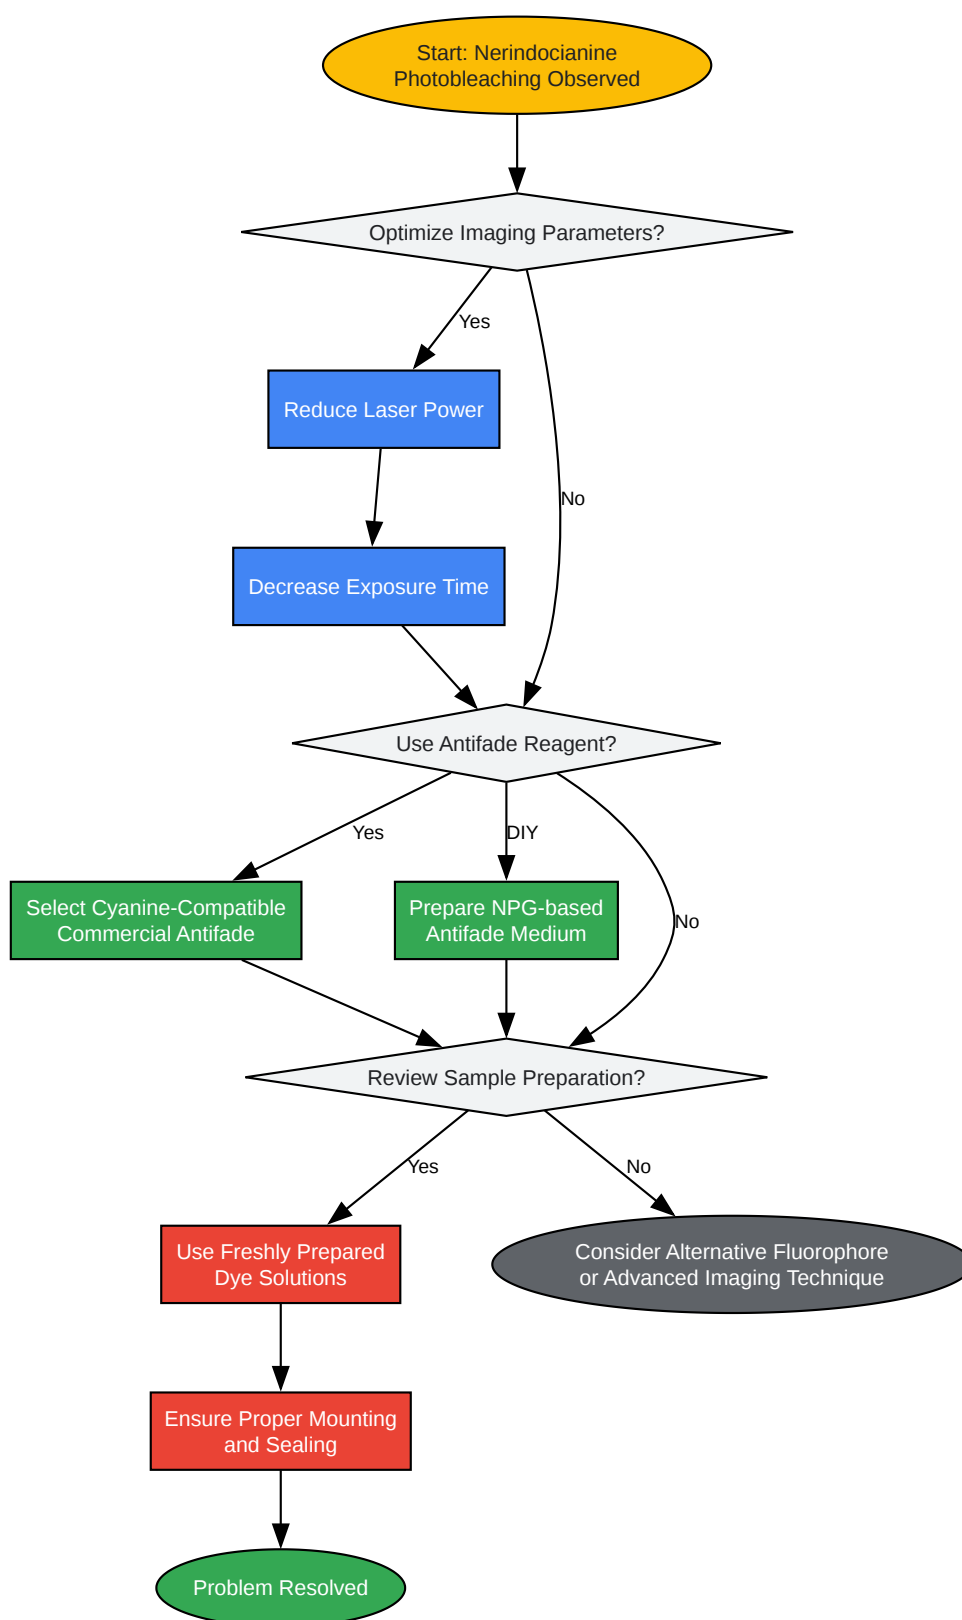 Start: Nerindocianine
Photobleaching Observed
Optimize Imaging Parameters?
Yes
Reduce Laser Power
No
Decrease Exposure Time
Use Antifade Reagent?
Yes
DIY
Select Cyanine-Compatible
Commercial Antifade
Prepare NPG-based
Antifade Medium
No
Review Sample Preparation?
Yes
No
Use Freshly Prepared
Dye Solutions
Consider Alternative Fluorophore
or Advanced Imaging Technique
Ensure Proper Mounting
and Sealing
Problem Resolved